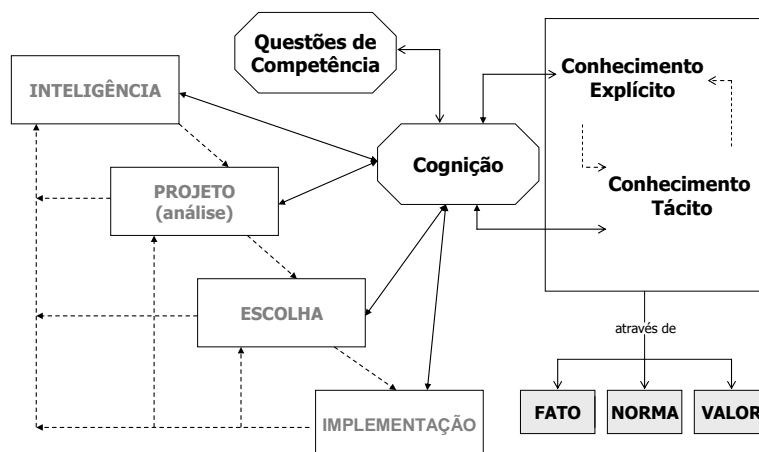 Questões de
Competência
INTELIGÊNCIA
Conhecimento
Explícito
Cognição
PROJETO
(análise)
Conhecimento
Tácito
ESCOLHA
através de
IMPLEMENTAÇÃO
FATO
NORMA
VALOR